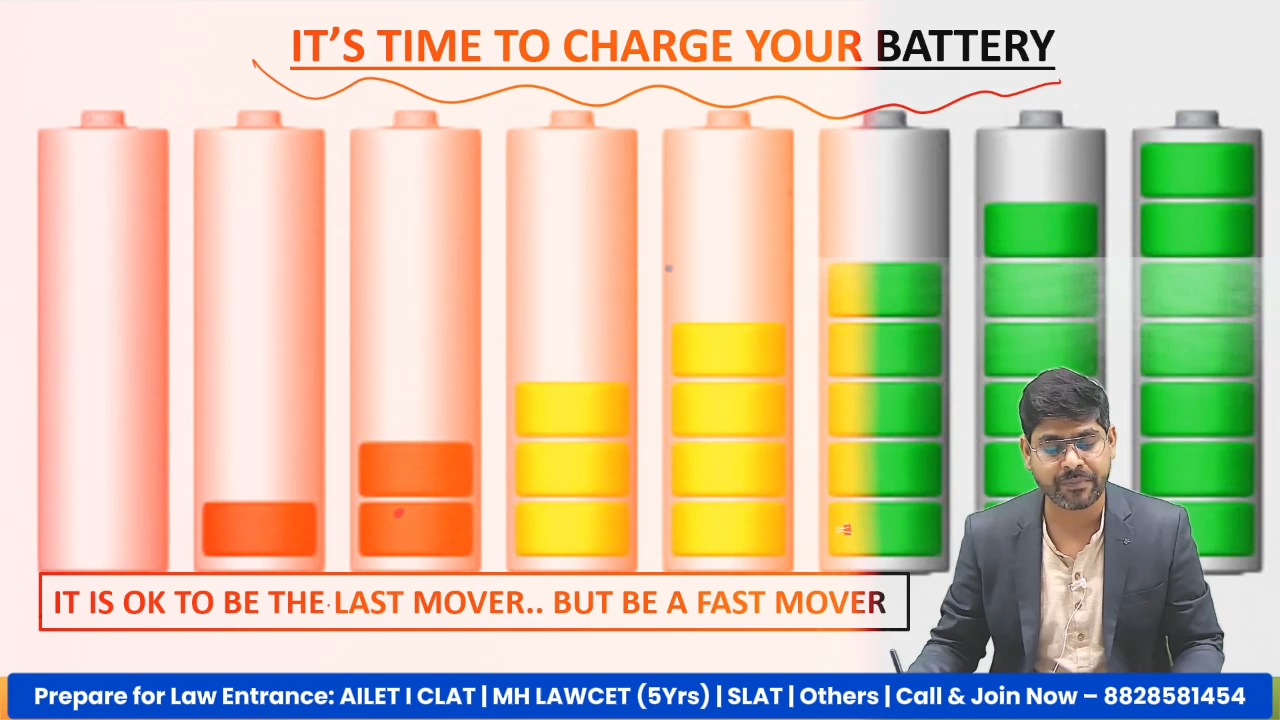 IT'S TIME TO CHARGE YOUR BATTERY
IT IS OK TO BE THE LAST MOVER.. BUT BE A FAST MOVER
Prepare for Law Entrance: AILET I CLAT | MH LAWCET (5Yrs) | SLAT | Others | Call & Join Now – 8828581454